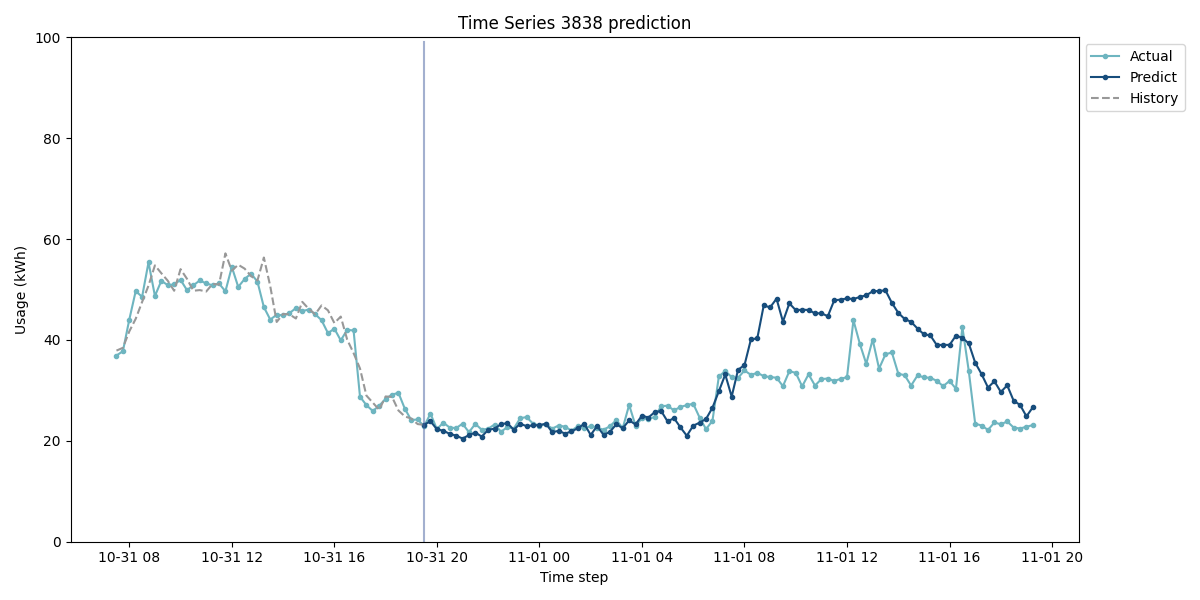 Time Series 3838 prediction
Usage (kWh)
100
80
60
40
20
0
10-31 08
10-31 12
10-31 16
10-31 20
11-01 00
11-01 04
11-01 08
11-01 12
11-01 16
11-01 20
Time step
Actual
Predict
History